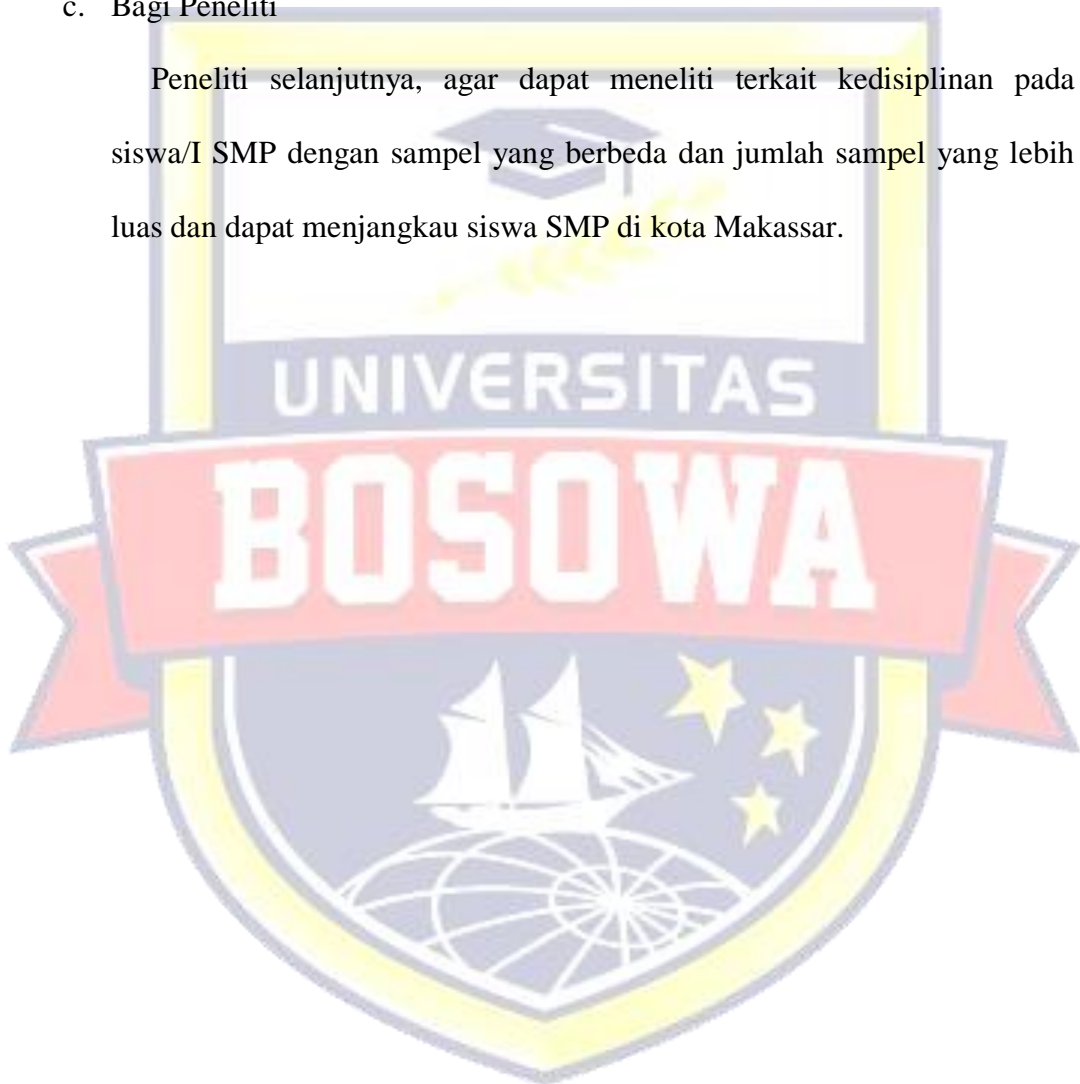 c. Bagi Peneliti
Peneliti selanjutnya, agar dapat meneliti terkait kedisiplinan pada
siswa/I SMP dengan sampel yang berbeda dan jumlah sampel yang lebih
luas dan dapat menjangkau siswa SMP di kota Makassar.
UNIVERSITAS
BOSOWA